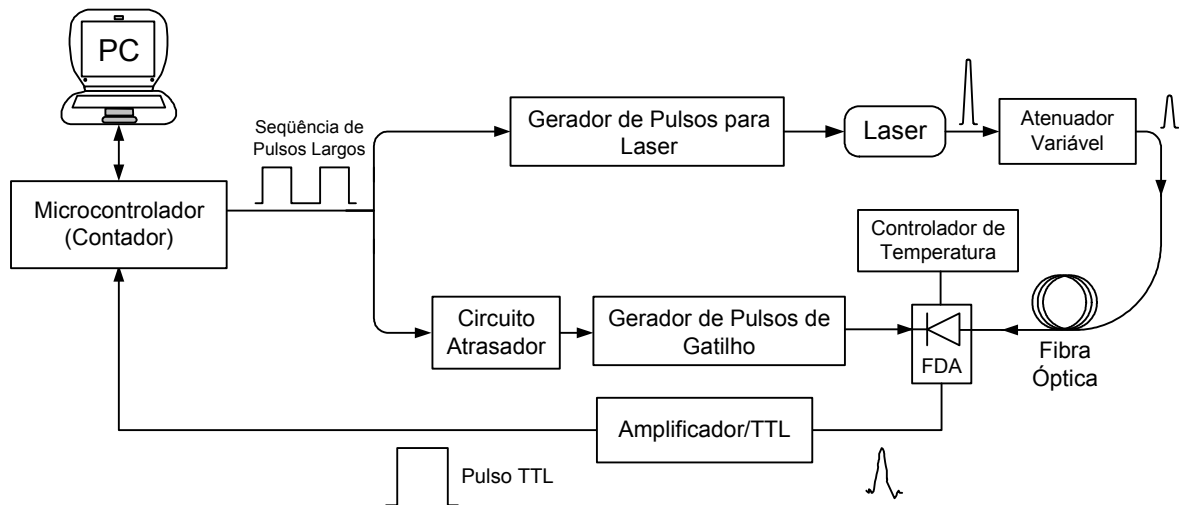 PC
Seqüência de
Pulsos Largos
Gerador de Pulsos para
Laser
Laser
Atenuador
Variável
Microcontrolador
(Contador)
Controlador de
Temperatura
Circuito
Atrasador
Gerador de Pulsos de
Gatilho
FDA
Fibra
Óptica
Amplificador/TTL
Pulso TTL